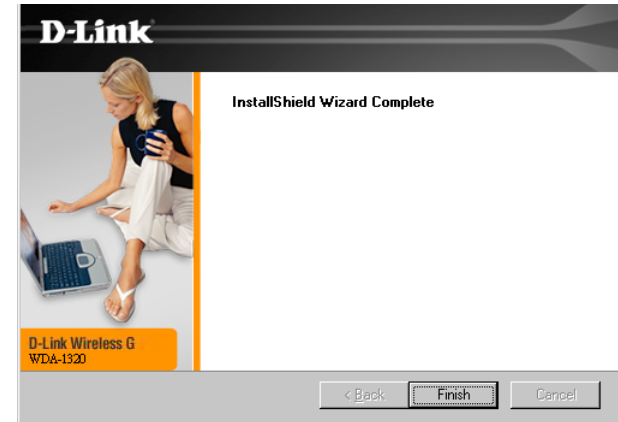 D-Link
InstallShield Wizard Complete
D-Link Wireless G
WDA-1320
< Back
Finish
Cancel